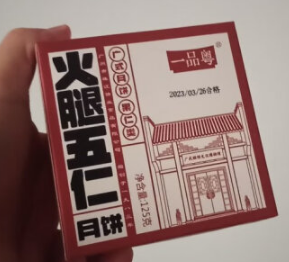 火腿五仁
月饼
广式月饼 果仁类
一品粤®
2023/03/26合格
净含量:125克